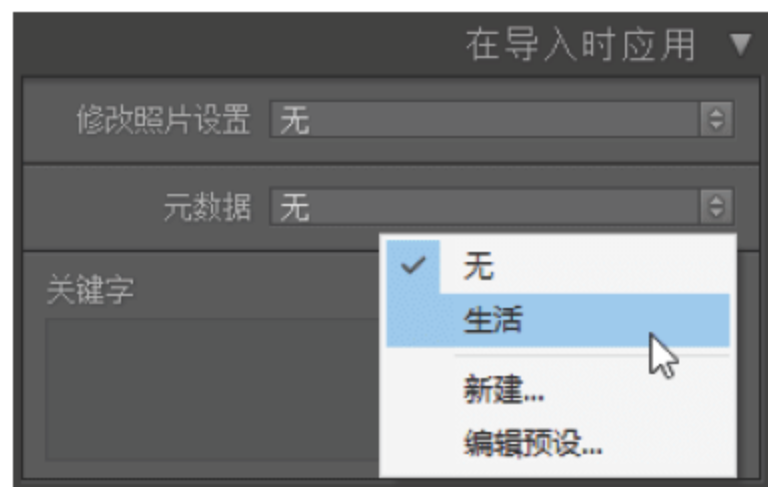 在导入时应用
修改照片设置 无
元数据 无
关键字
无
生活
新建...
编辑预设...